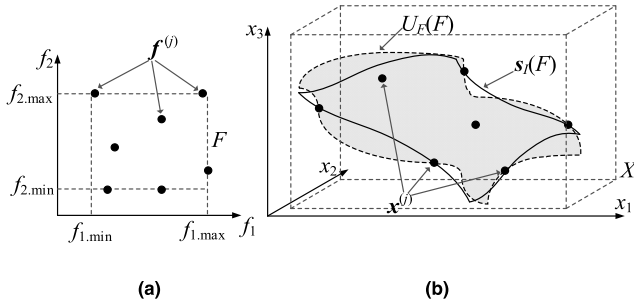 f₂
f₂.max
f₂.min
f₁.min
f₁.max
f₁
f⁽ʲ⁾
F
(a)
x₃
U_F(F)
s_I(F)
x₂
x⁽ʲ⁾
X
x₁
(b)